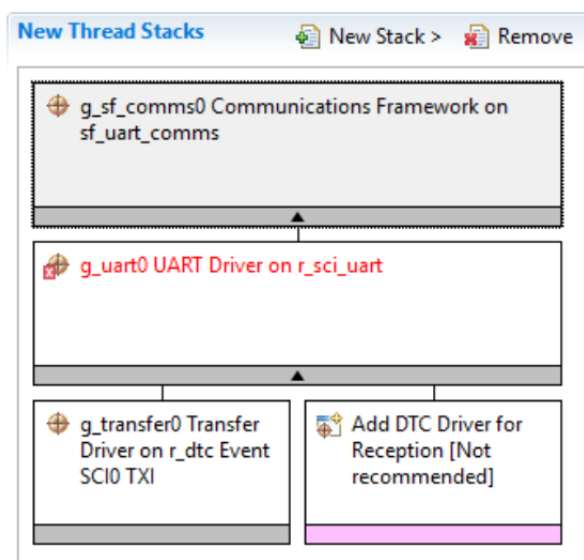 New Thread Stacks
New Stack >
Remove
g_sf_comms0 Communications Framework on
sf_uart_comms
g_uart0 UART Driver on r_sci_uart
g_transfer0 Transfer
Driver on r_dtc Event
SCI0 TXI
Add DTC Driver for
Reception [Not
recommended]